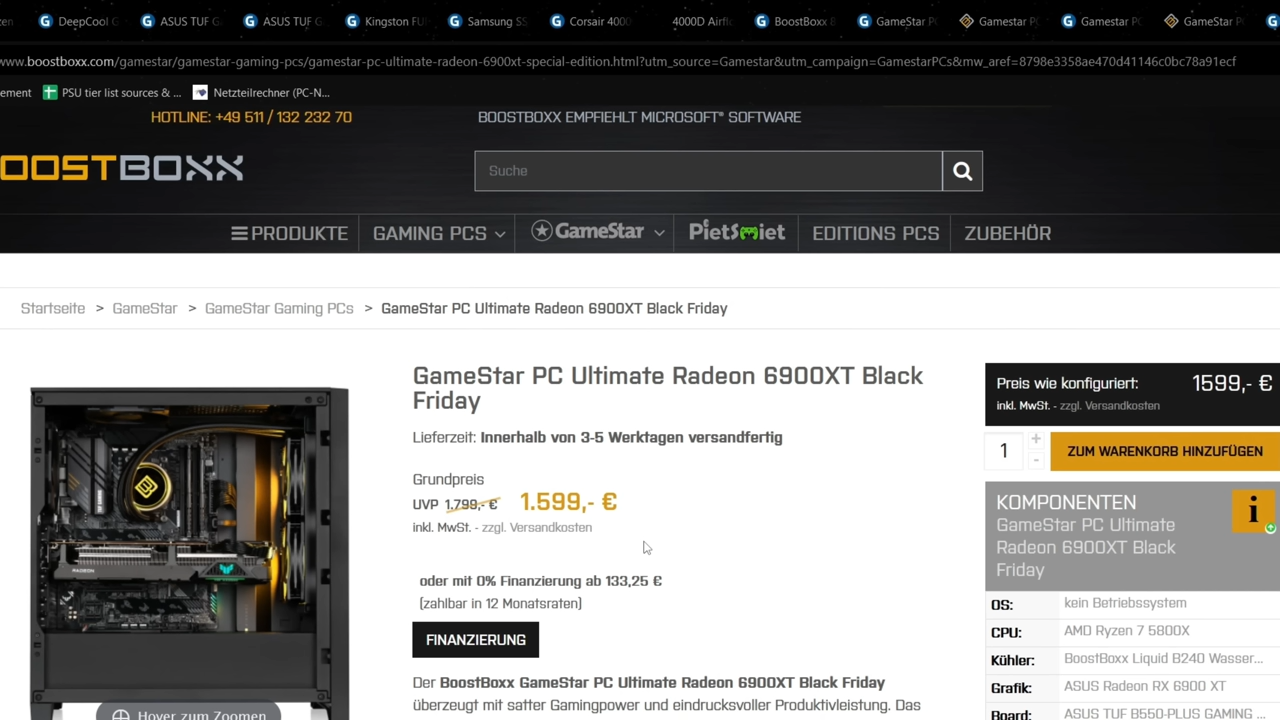 DeepCool G
ASUS TUF G
ASUS TUF G
Kingston FU
Samsung SS
Corsair 4000
4000D Airfl
BoostBoxx
GameStar PC
Gamestar P
Gamestar PC
GameStar P
www.boostboxx.com/gamestar/gamestar-gaming-pcs/gamestar-pc-ultimate-radeon-6900xt-special-edition.html?utm_source=Gamestar&utm_campaign=GamestarPCs&mw_aref=8798e3358ae470d41146c0bc78a91ecf
ement
PSU tier list sources & ...
Netzteilrechner (PC-N...
HOTLINE: +49 511 / 132 232 70
BOOSTBOXX EMPFIEHLT MICROSOFT® SOFTWARE
OOSTBOXX
Suche
PRODUKTE
GAMING PCS
GameStar
PietSmiet
EDITIONS PCS
ZUBEHÖR
Startseite > GameStar > GameStar Gaming PCs > GameStar PC Ultimate Radeon 6900XT Black Friday
GameStar PC Ultimate Radeon 6900XT Black
Friday
Lieferzeit: Innerhalb von 3-5 Werktagen versandfertig
Grundpreis
UVP 1.799,- € 1.599,- €
inkl. MwSt. - zzgl. Versandkosten
oder mit 0% Finanzierung ab 133,25 €
(zahlbar in 12 Monatsraten)
FINANZIERUNG
Der BoostBoxx GameStar PC Ultimate Radeon 6900XT Black Friday
überzeugt mit satter Gamingpower und eindrucksvoller Produktivleistung. Das
RADEON
Hover zum Zoomen
Preis wie konfiguriert: 1599,- €
inkl. MwSt. - zzgl. Versandkosten
1
+
-
ZUM WARENKORB HINZUFÜGEN
KOMPONENTEN
GameStar PC Ultimate
Radeon 6900XT Black
Friday
i
OS: kein Betriebssystem
CPU: AMD Ryzen 7 5800X
Kühler: BoostBoxx Liquid B240 Wasser...
Grafik: ASUS Radeon RX 6900 XT
Board: ASUS TUF B550-PLUS GAMING ...